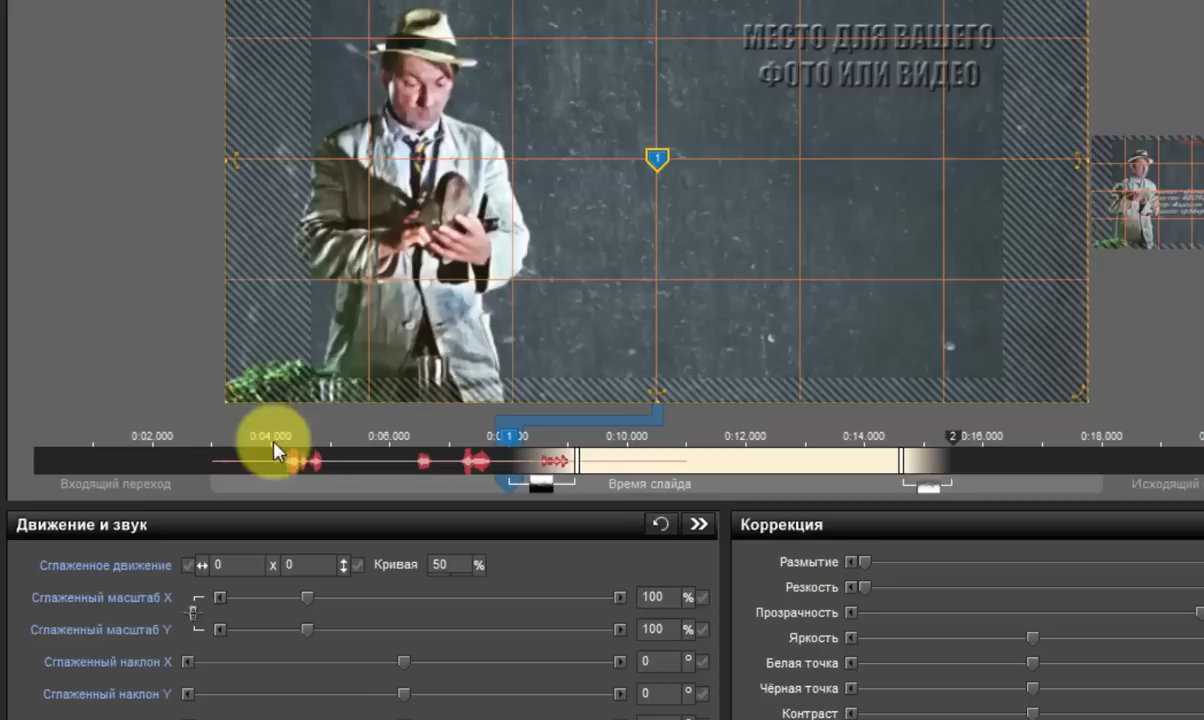 МЕСТО ДЛЯ ВАШЕГО
ФОТО ИЛИ ВИДЕО
1
0:02,000 0:04,000 0:06,000 1 0:10,000 0:12,000 0:14,000 2 0:16,000 0:18,000
Входящий переход Время слайда Исходящий
Движение и звук
Сглаженное движение 0 x 0 Кривая 50 %
Сглаженный масштаб X 100 %
Сглаженный масштаб Y 100 %
Сглаженный наклон X 0 °
Сглаженный наклон Y 0 °
Коррекция
Размытие
Резкость
Прозрачность
Яркость
Белая точка
Чёрная точка
Контраст